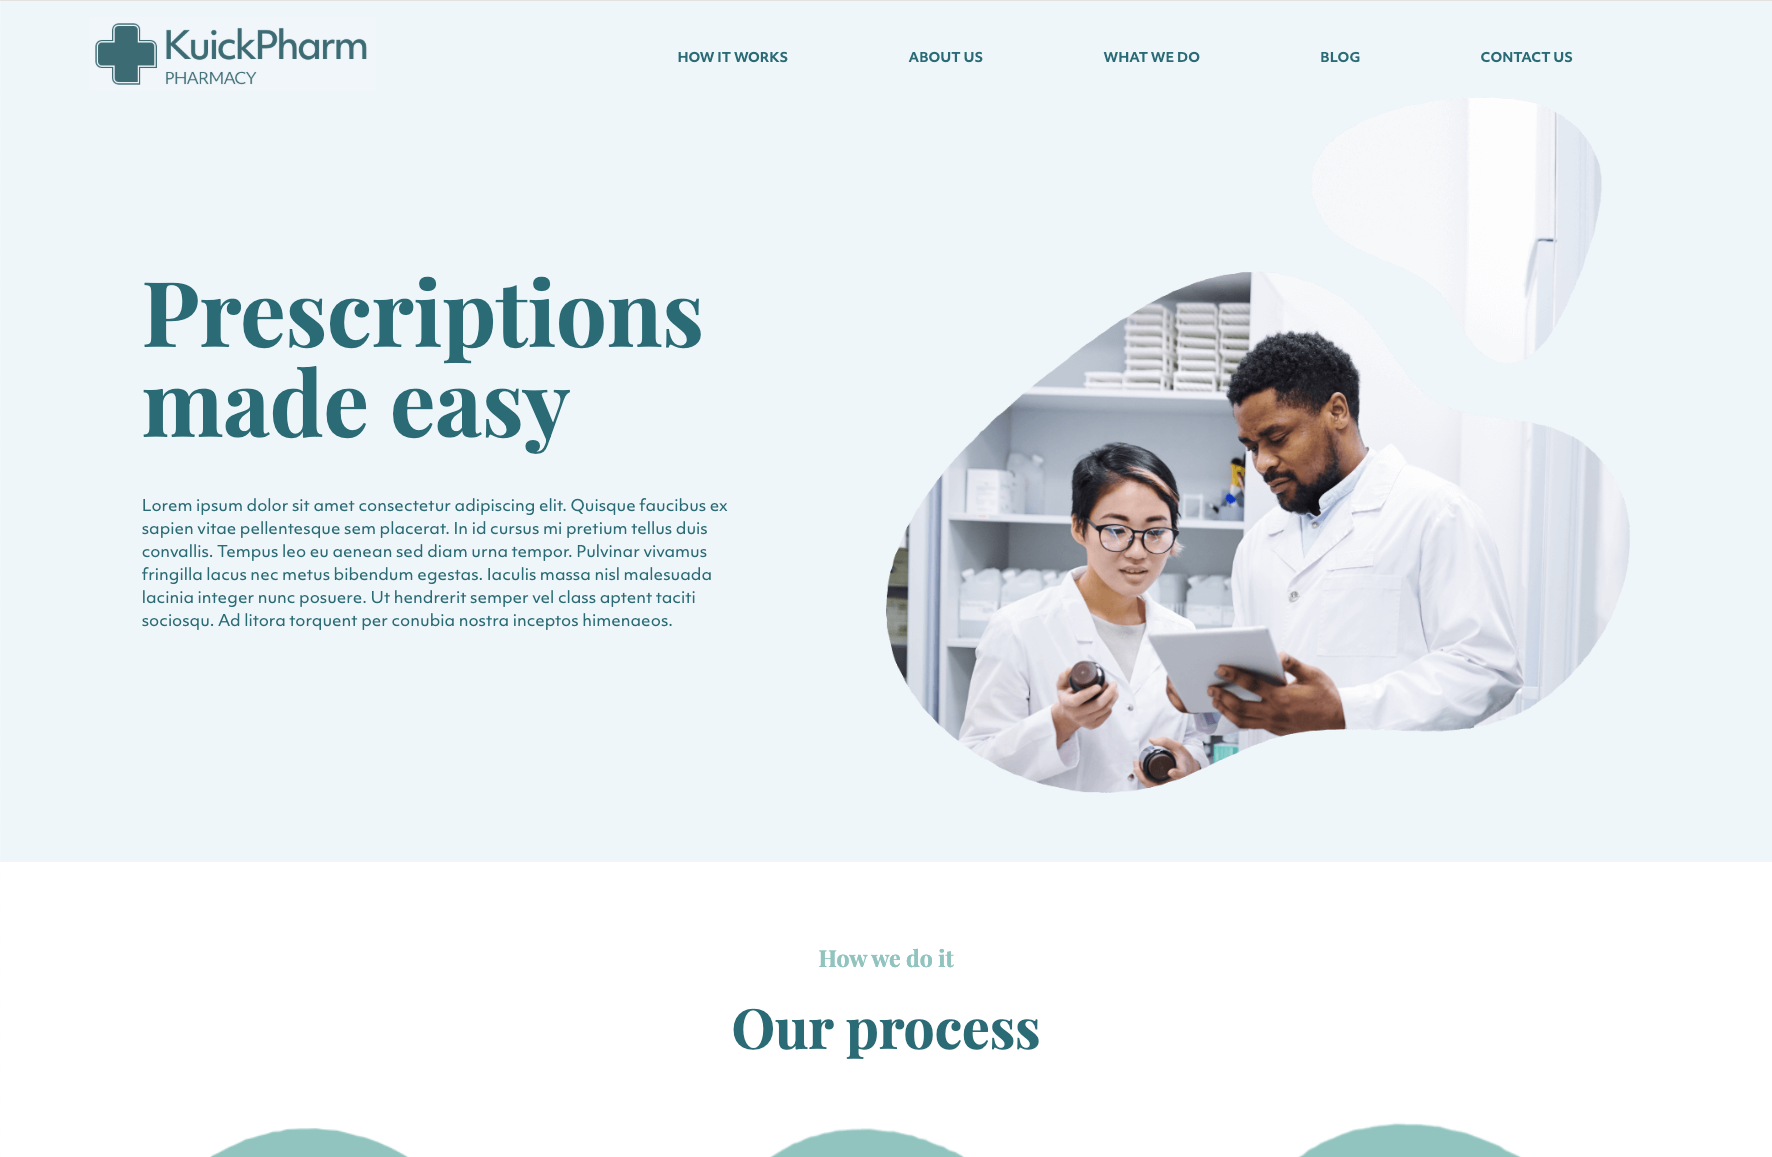 KuickPharm
PHARMACY
HOW IT WORKS
ABOUT US
WHAT WE DO
BLOG
CONTACT US
Prescriptions
made easy
Lorem ipsum dolor sit amet consectetur adipiscing elit. Quisque faucibus ex
sapien vitae pellentesque sem placerat. In id cursus mi pretium tellus duis
convallis. Tempus leo eu aenean sed diam urna tempor. Pulvinar vivamus
fringilla lacus nec metus bibendum egestas. Iaculis massa nisl malesuada
lacinia integer nunc posuere. Ut hendrerit semper vel class aptent taciti
sociosqu. Ad litora torquent per conubia nostra inceptos himenaeos.
How we do it
Our process